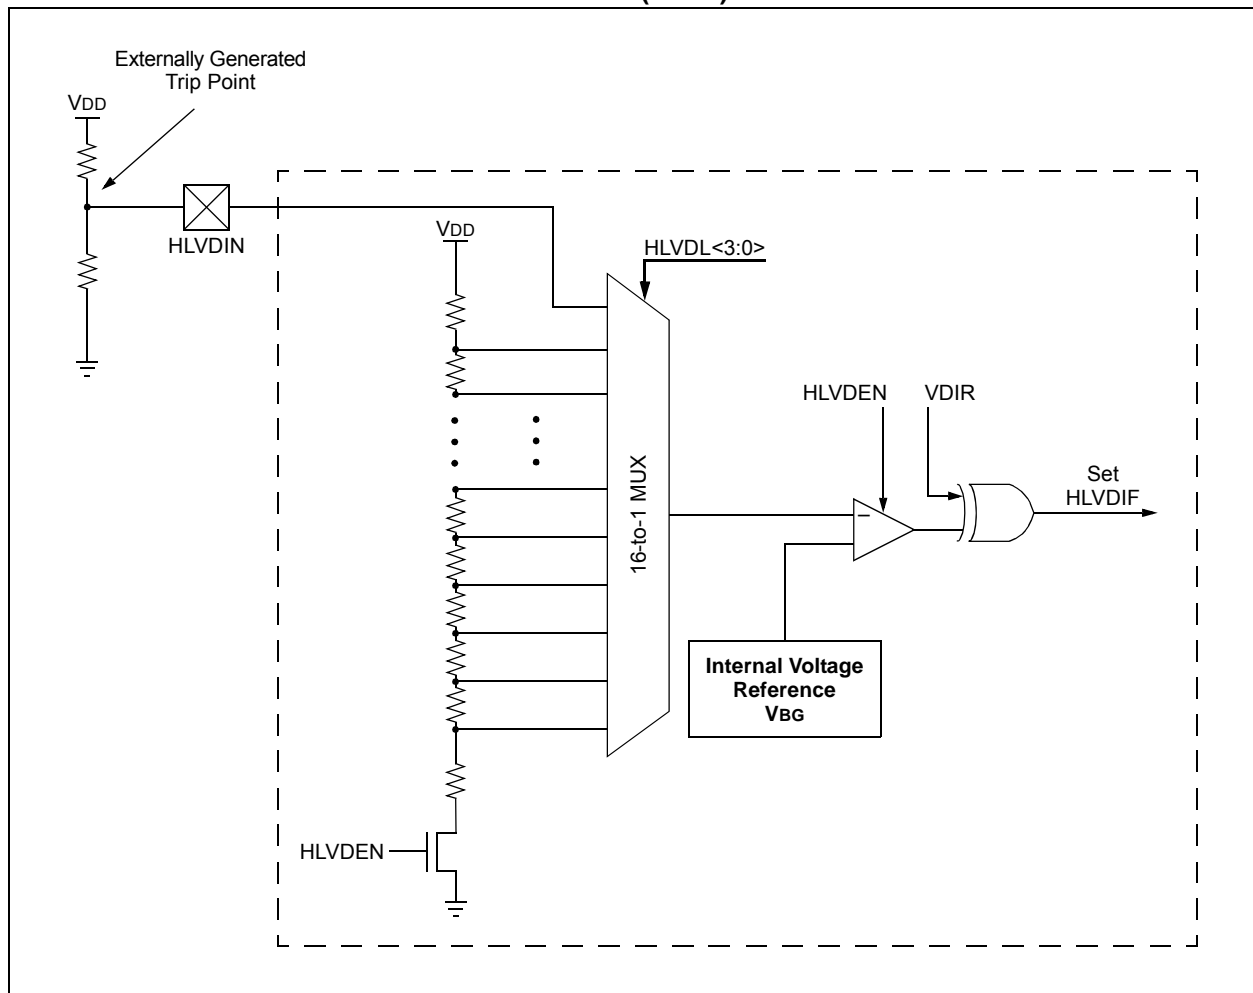 Externally Generated
Trip Point
VDD
HLVDIN
VDD
HLVDL<3:0>
16-to-1 MUX
HLVDEN
VDIR
Set
HLVDIF
–
Internal Voltage
Reference
VBG
HLVDEN